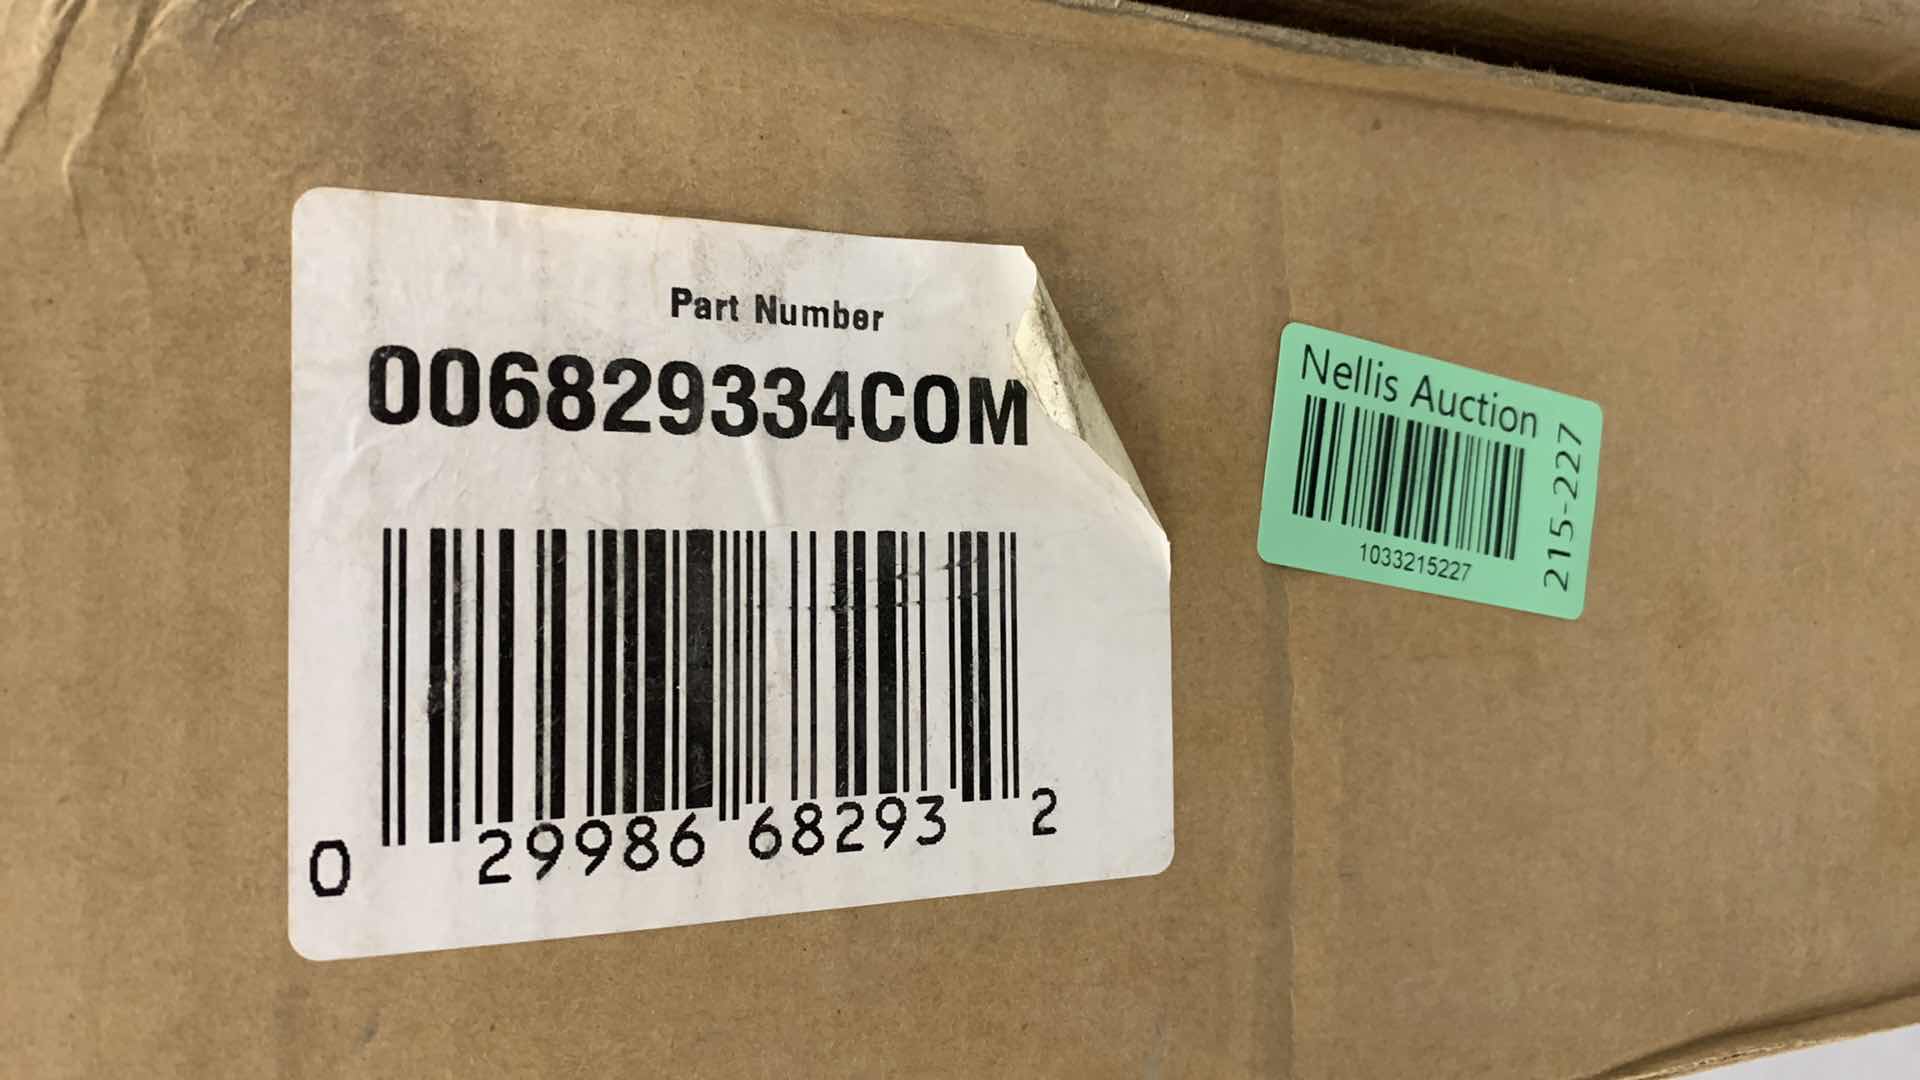 Part Number
006829334COM
0 29986 68293 2
Nellis Auction
1033215227
215-227